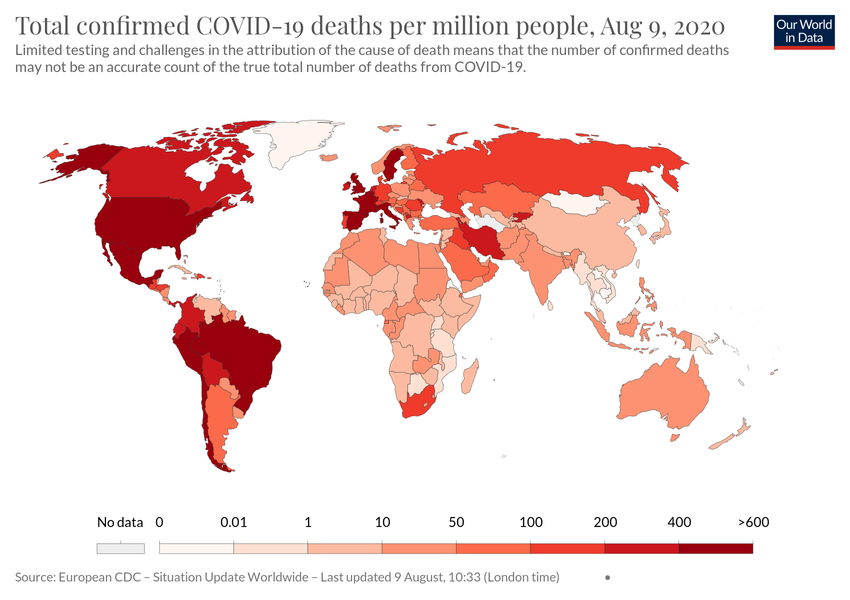 Total confirmed COVID-19 deaths per million people, Aug 9, 2020
Our World
in Data
Limited testing and challenges in the attribution of the cause of death means that the number of confirmed deaths
may not be an accurate count of the true total number of deaths from COVID-19.
No data 0 0.01 1 10 50 100 200 400 >600
Source: European CDC – Situation Update Worldwide – Last updated 9 August, 10:33 (London time) •